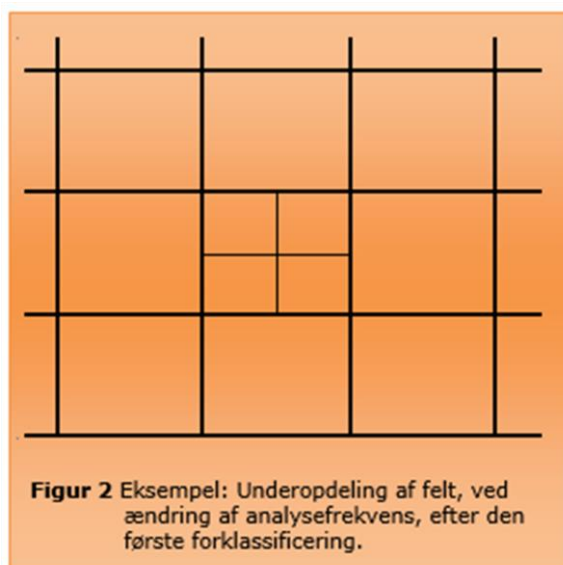 Figur 2 Eksempel: Underopdeling af felt, ved
ændring af analysefrekvens, efter den
første forklassificering.